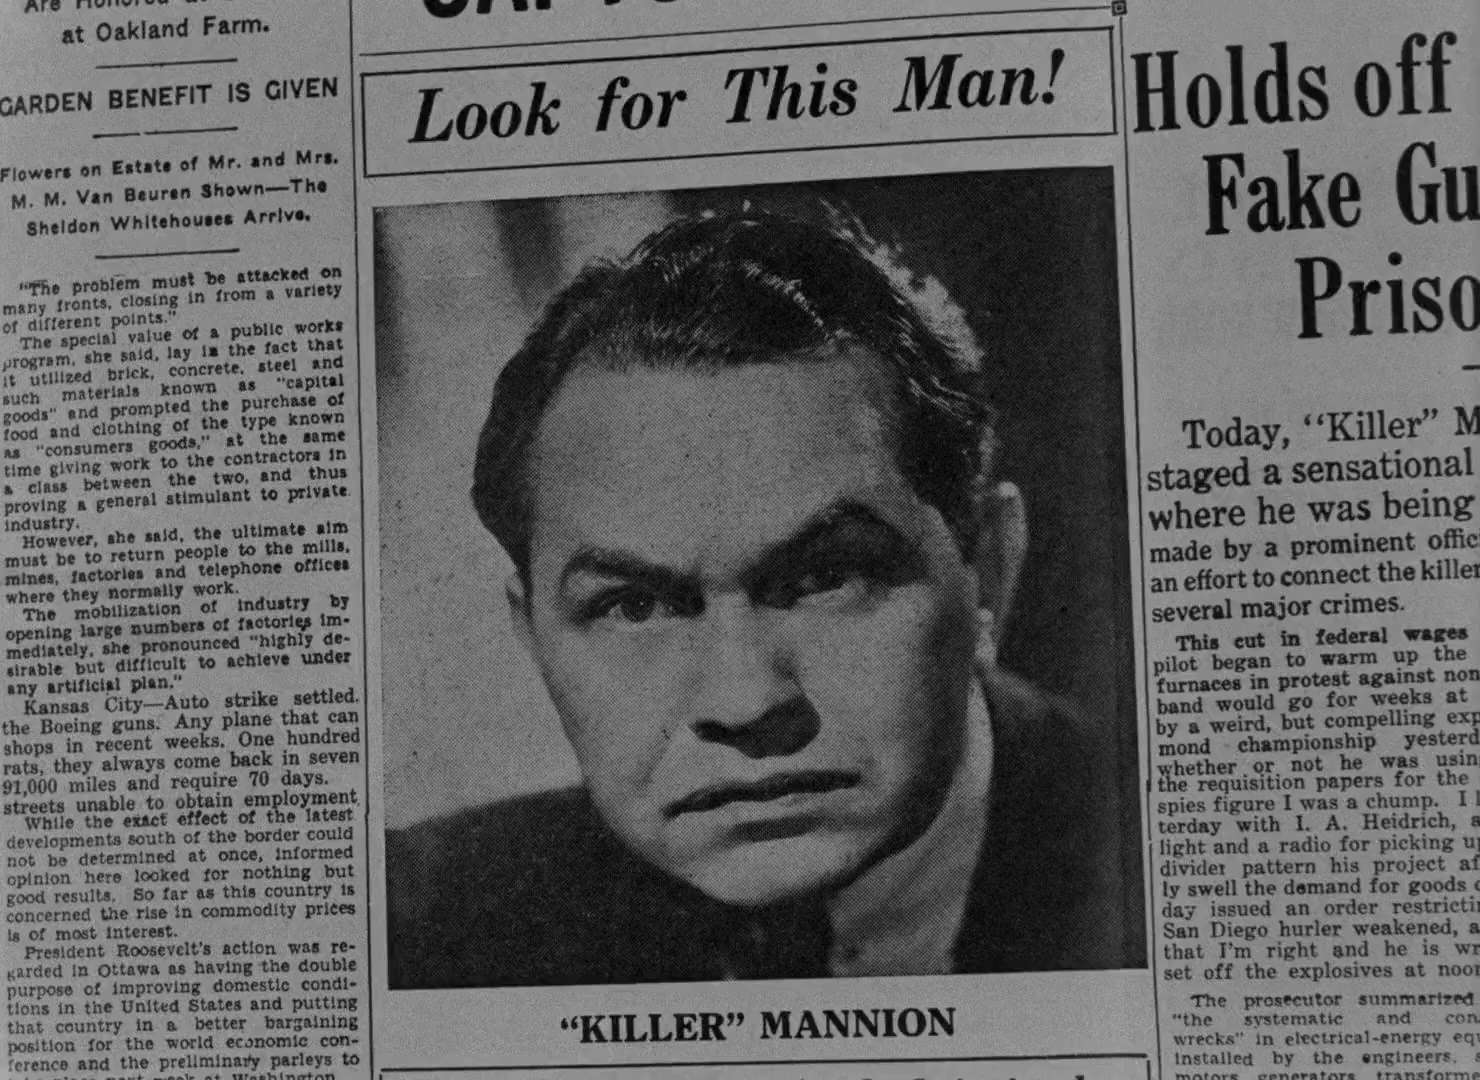 at Oakland Farm.
GARDEN BENEFIT IS GIVEN
Flowers on Estate of Mr. and Mrs.
M. M. Van Beuren Shown—The
Sheldon Whitehouses Arrive.
"The problem must be attacked on
many fronts, closing in from a variety
of different points."
The special value of a public works
program, she said, lay in the fact that
it utilized brick, concrete, steel and
such materials known as "capital
goods" and prompted the purchase of
food and clothing of the type known
as "consumers goods," at the same
time giving work to the contractors in
a class between the two, and thus
proving a general stimulant to private
industry.
However, she said, the ultimate aim
must be to return people to the mills,
mines, factories and telephone offices
where they normally work.
The mobilization of industry by
opening large numbers of factories im-
mediately, she pronounced "highly de-
sirable but difficult to achieve under
any artificial plan."
Kansas City—Auto strike settled.
the Boeing guns. Any plane that can
shops in recent weeks. One hundred
rats, they always come back in seven
91,000 miles and require 70 days.
streets unable to obtain employment.
While the exact effect of the latest
developments south of the border could
not be determined at once, informed
opinion here looked for nothing but
good results. So far as this country is
concerned the rise in commodity prices
is of most interest.
President Roosevelt's action was re-
garded in Ottawa as having the double
purpose of improving domestic condi-
tions in the United States and putting
that country in a better bargaining
position for the world economic con-
ference and the preliminary parleys to
Look for This Man!
"KILLER" MANNION
Holds off
Fake Gu
Priso
Today, "Killer" M
staged a sensational
where he was being
made by a prominent offic
an effort to connect the killer
several major crimes.
This cut in federal wages
pilot began to warm up the
furnaces in protest against non
band would go for weeks at
by a weird, but compelling exp
mond championship yesterd
whether or not he was usin
the requisition papers for the
spies figure I was a chump. I
terday with I. A. Heidrich, a
light and a radio for picking up
divider pattern his project af
ly swell the demand for goods
day issued an order restricti
San Diego hurler weakened, a
that I'm right and he is wr
set off the explosives at noon
The prosecutor summarized
"the systematic and con
wrecks" in electrical-energy equ
installed by the engineers,
motors generators transforme